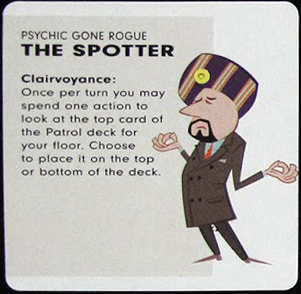 PSYCHIC GONE ROGUE
THE SPOTTER
Clairvoyance:
Once per turn you may
spend one action to
look at the top card of
the Patrol deck for
your floor. Choose
to place it on the top
or bottom of the deck.